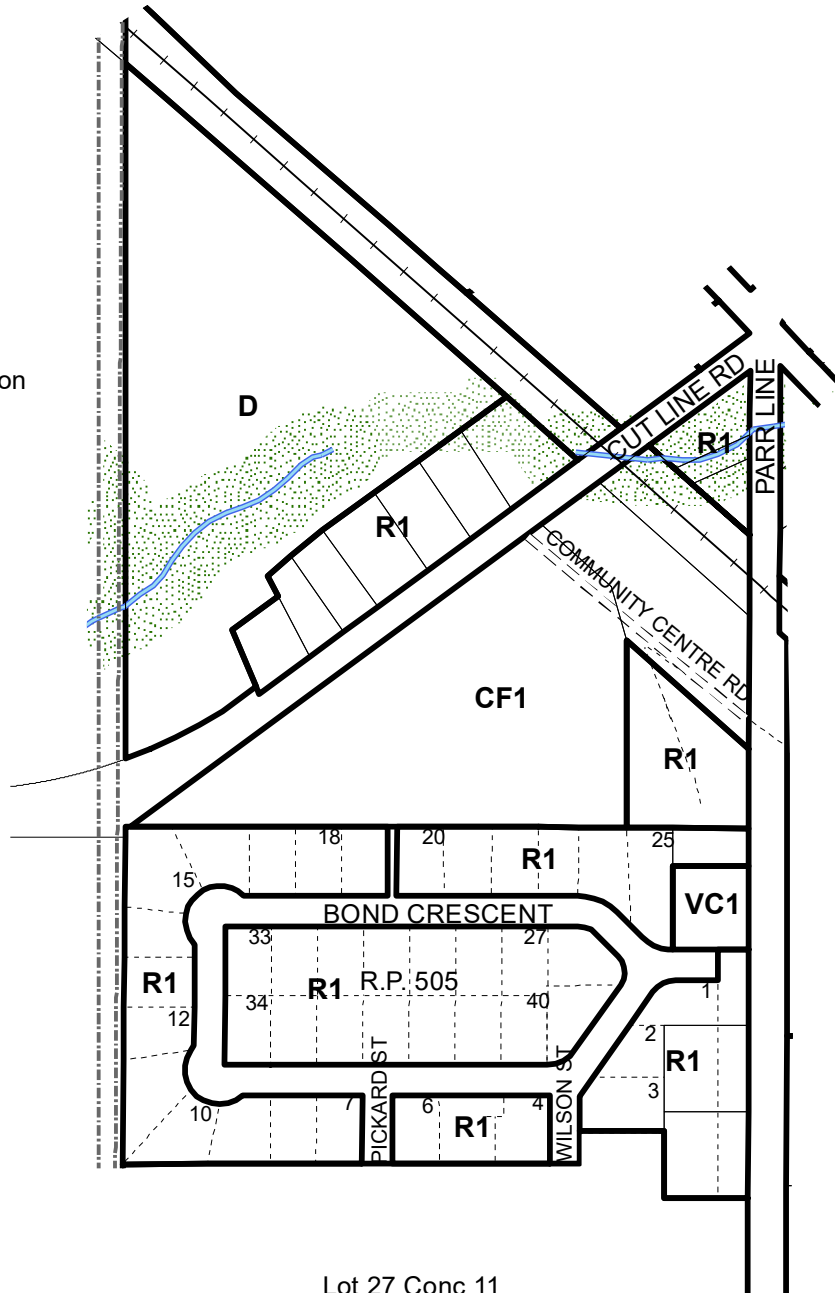 on
D
CUT LINE RD
R1
PARR LINE
R1
COMMUNITY CENTRE RD
CF1
R1
18
20
25
R1
15
VC1
BOND CRESCENT
33
27
R1
R1
R.P. 505
34
40
1
12
2
R1
3
PICKARD ST
WILSON ST
10
7
6
4
R1
Lot 27 Conc 11